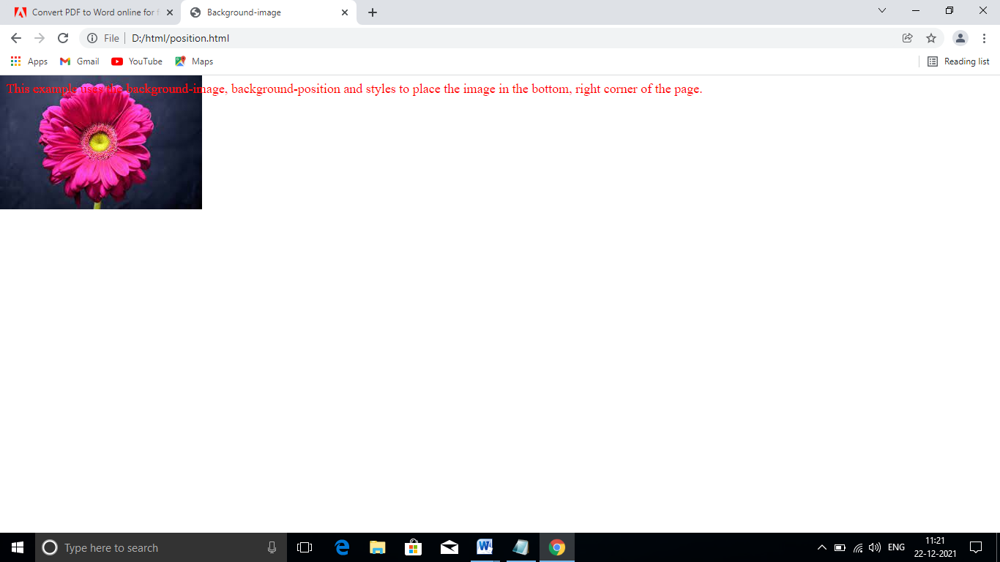 Convert PDF to Word online for f
Background-image
File
D:/html/position.html
Apps
Gmail
YouTube
Maps
Reading list
This example uses the background-image, background-position and styles to place the image in the bottom, right corner of the page.
Type here to search
ENG
11:21
22-12-2021